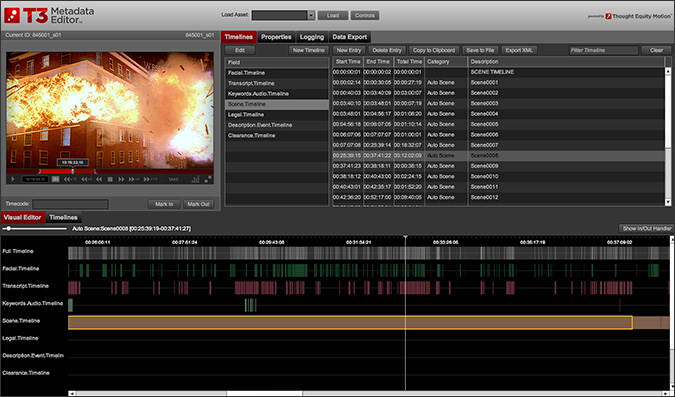 T3 Metadata Editor
Load Asset:
Load
Controls
powered by Thought Equity Motion
Current ID: 845001_s01
845001_s01
Timelines
Properties
Logging
Data Export
Edit
New Timeline
New Entry
Delete Entry
Copy to Clipboard
Save to File
Export XML
Filter Timeline
Clear
Field
Facial.Timeline
Transcript.Timeline
Keywords.Audio.Timeline
Scene.Timeline
Legal.Timeline
Description.Event.Timeline
Clearance.Timeline
Start Time End Time Total Time Category Description
00:00:00:01 00:00:00:02 00:00:00:01 SCENE TIMELINE
00:00:02:14 00:00:30:05 00:00:27:19 Auto Scene Scene0001
00:00:40:03 00:03:40:09 00:03:00:07 Auto Scene Scene0002
00:03:40:10 00:03:48:01 00:00:07:19 Auto Scene Scene0003
00:03:48:01 00:04:56:17 00:01:08:20 Auto Scene Scene0004
00:04:56:18 00:06:07:05 00:01:10:14 Auto Scene Scene0005
00:06:07:06 00:07:07:07 00:01:00:01 Auto Scene Scene0006
00:07:07:08 00:25:39:14 00:18:32:07 Auto Scene Scene0007
00:25:39:15 00:37:41:22 00:12:02:09 Auto Scene Scene0008
00:37:41:23 00:38:18:11 00:00:36:15 Auto Scene Scene0009
00:38:18:12 00:40:43:00 00:02:24:15 Auto Scene Scene0010
00:40:43:01 00:42:35:17 00:01:52:20 Auto Scene Scene0011
00:42:36:20 00:52:17:00 00:09:40:05 Auto Scene Scene0012
TAKE
Timecode:
Mark In
Mark Out
Visual Editor
Timelines
Auto Scene:Scene0008 [00:25:39:19-00:37:41:27]
Show In/Out Handler
00:26:06:11 00:27:51:24 00:29:43:08 00:31:34:21 00:33:26:05 00:35:17:19 00:37:09:02
Full Timeline
Facial.Timeline
Transcript.Timeline
Keywords.Audio.Timeline
Scene.Timeline
Legal.Timeline
Description.Event.Timelin
Clearance.Timeline